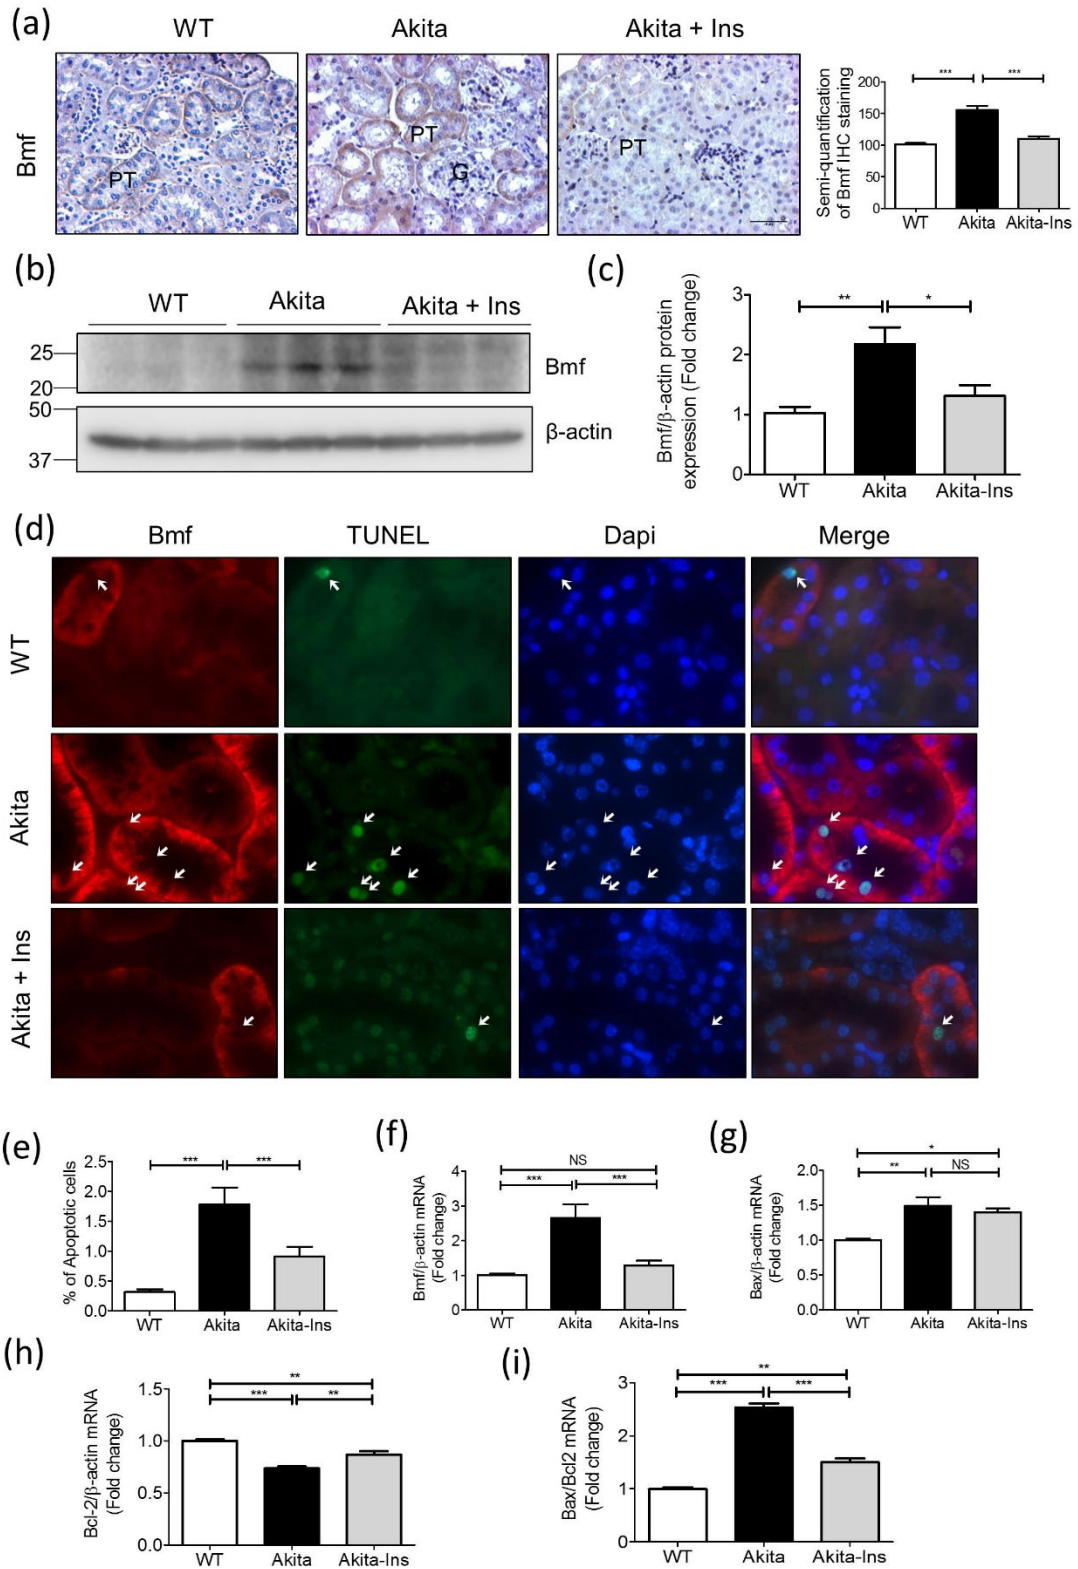 (a)
WT
Akita
Akita + Ins
Bmf
PT
PT
G
PT
Semi-quantification
of Bmf IHC staining
200
150
100
50
0
***
***
WT
Akita
Akita-Ins
(b)
WT
Akita
Akita + Ins
25
20
Bmf
50
37
β-actin
(c)
Bmf/β-actin protein
expression (Fold change)
3
2
1
0
**
*
WT
Akita
Akita-Ins
(d)
Bmf
TUNEL
Dapi
Merge
WT
Akita
Akita + Ins
(e)
% of Apoptotic cells
2.5
2.0
1.5
1.0
0.5
0.0
***
***
WT
Akita
Akita-Ins
(f)
Bmf/β-actin mRNA
(Fold change)
4
3
2
1
0
NS
***
***
WT
Akita
Akita-Ins
(g)
Bax/β-actin mRNA
(Fold change)
2.0
1.5
1.0
0.5
0.0
*
**
NS
WT
Akita
Akita-Ins
(h)
Bcl-2/β-actin mRNA
(Fold change)
1.5
1.0
0.5
0.0
**
***
**
WT
Akita
Akita-Ins
(i)
Bax/Bcl2 mRNA
(Fold change)
3
2
1
0
**
***
***
WT
Akita
Akita-Ins